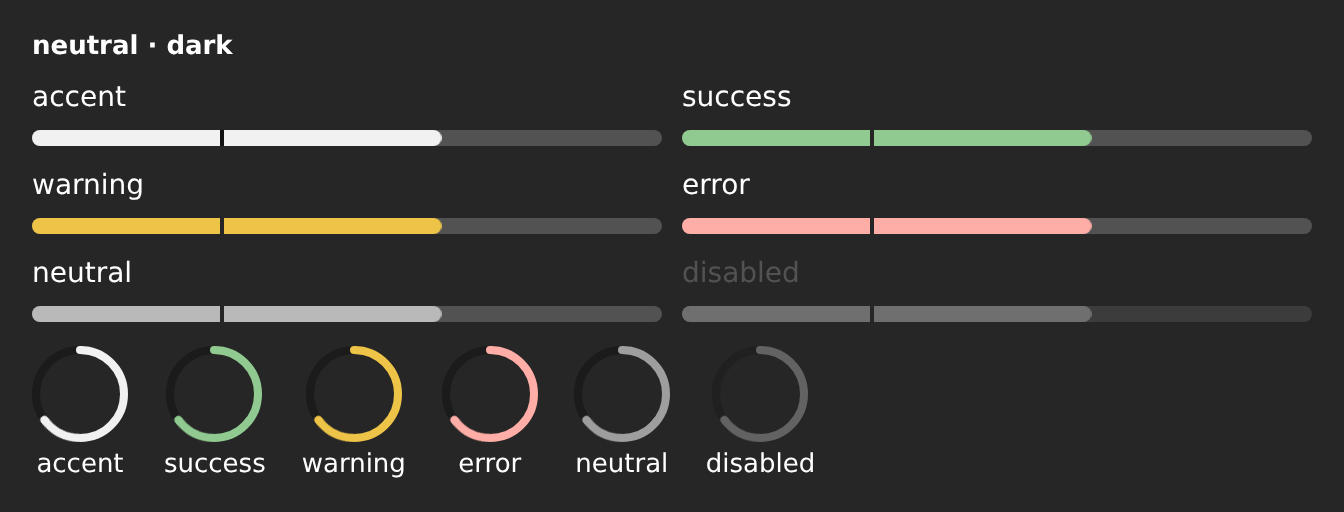 neutral · dark
accent
success
warning
error
neutral
disabled
accent success warning error neutral disabled